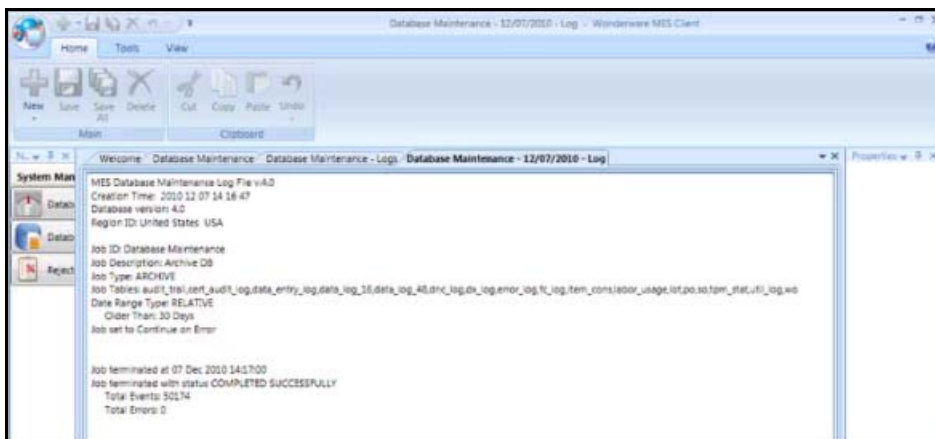 Database Maintenance - 12/07/2010 - Log - Wonderware MES Client
Home Tools View
New Save Save All Delete Cut Copy Paste Undo
Main Clipboard
N... Welcome Database Maintenance Database Maintenance - Logs Database Maintenance - 12/07/2010 - Log Properties
System Man
Datab
Datab
Reject
MES Database Maintenance Log File v4.0
Creation Time: 2010 12 07 14 16 47
Database version: 4.0
Region ID: United States USA
Job ID: Database Maintenance
Job Description: Archive DB
Job Type: ARCHIVE
Job Tables: audit_trail,cert_audit_log,data_entry_log,data_log_16,data_log_48,dnc_log,dx_log,error_log,fc_log,item_cons,labor_usage,lot,po,so,tpm_stat,util_log,wo
Date Range Type: RELATIVE
Older Than: 30 Days
Job set to Continue on Error
Job terminated at 07 Dec 2010 14:17:00
Job terminated with status COMPLETED SUCCESSFULLY
Total Events: 50174
Total Errors: 0